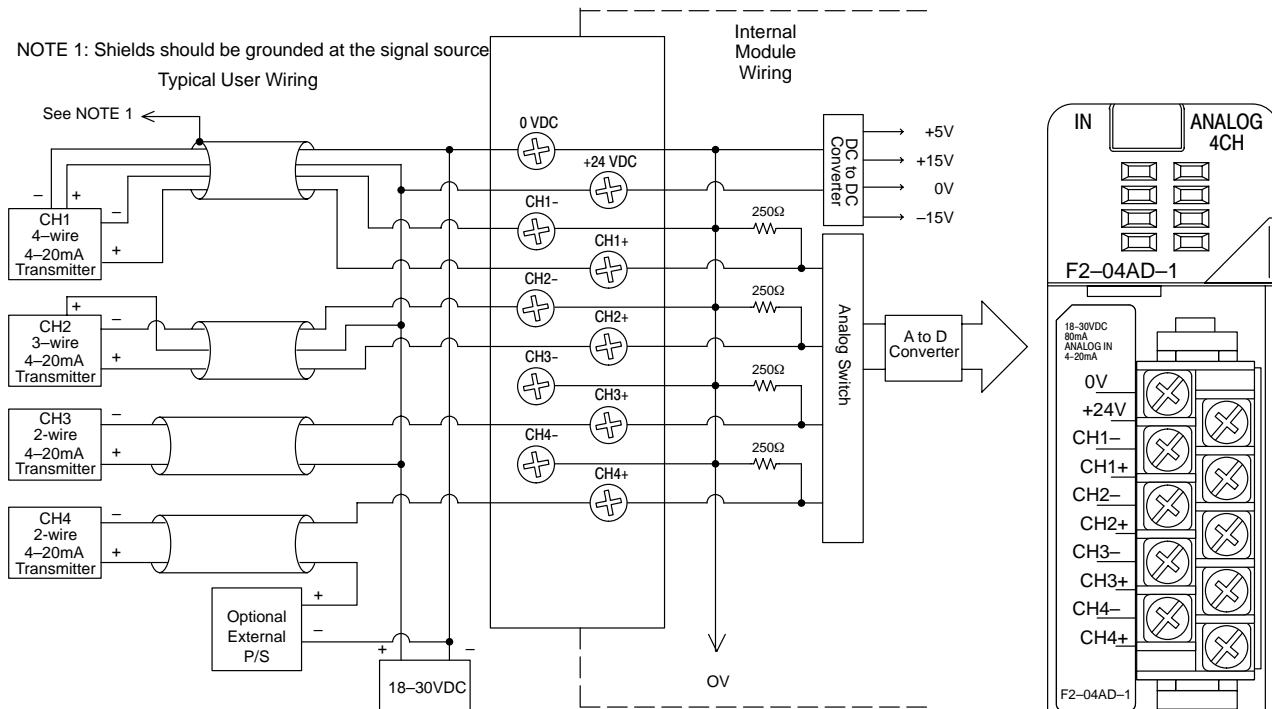 NOTE 1: Shields should be grounded at the signal source
Typical User Wiring
Internal
Module
Wiring
See NOTE 1
0 VDC
+24 VDC
CH1-
CH1+
CH2-
CH2+
CH3-
CH3+
CH4-
CH4+
– +
–
+
CH1
4–wire
4–20mA
Transmitter
+
–
+
CH2
3–wire
4–20mA
Transmitter
–
+
CH3
2-wire
4–20mA
Transmitter
–
+
CH4
2-wire
4–20mA
Transmitter
+
–
Optional
External
P/S
+ –
18–30VDC
250Ω
250Ω
250Ω
250Ω
DC to DC
Converter
+5V
+15V
0V
–15V
Analog Switch
A to D
Converter
OV
IN
ANALOG
4CH
F2–04AD–1
18-30VDC
80mA
ANALOG IN
4-20mA
0V
+24V
CH1–
CH1+
CH2–
CH2+
CH3–
CH3+
CH4–
CH4+
F2–04AD–1